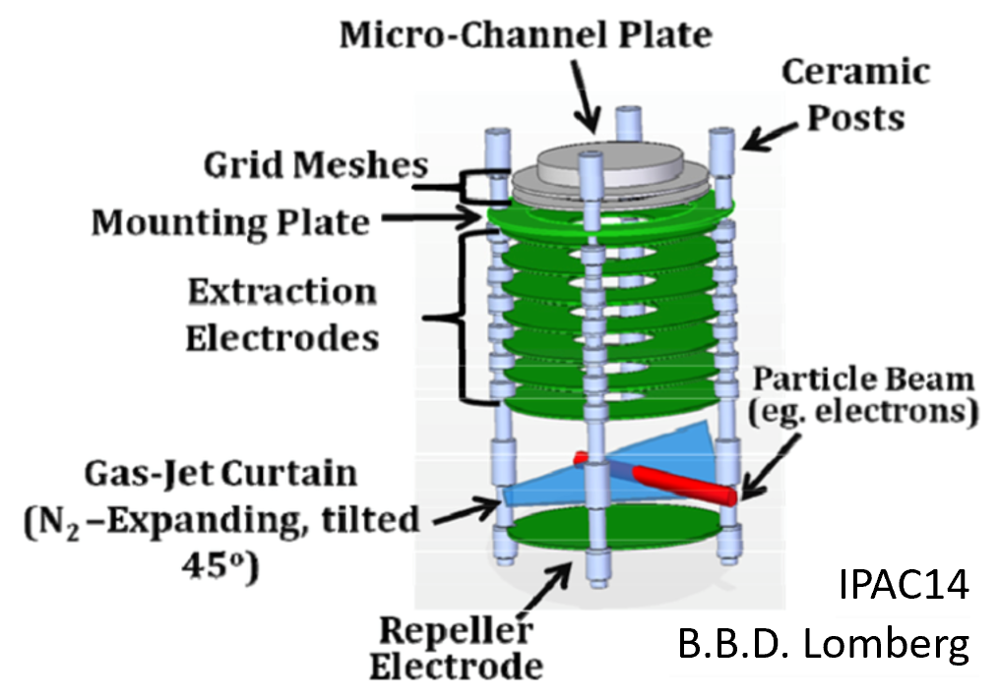 Micro-Channel Plate
Ceramic
Posts
Grid Meshes
Mounting Plate
Extraction
Electrodes
Particle Beam
(eg. electrons)
Gas-Jet Curtain
(N₂ –Expanding, tilted
45º)
Repeller
Electrode
IPAC14
B.B.D. Lomberg